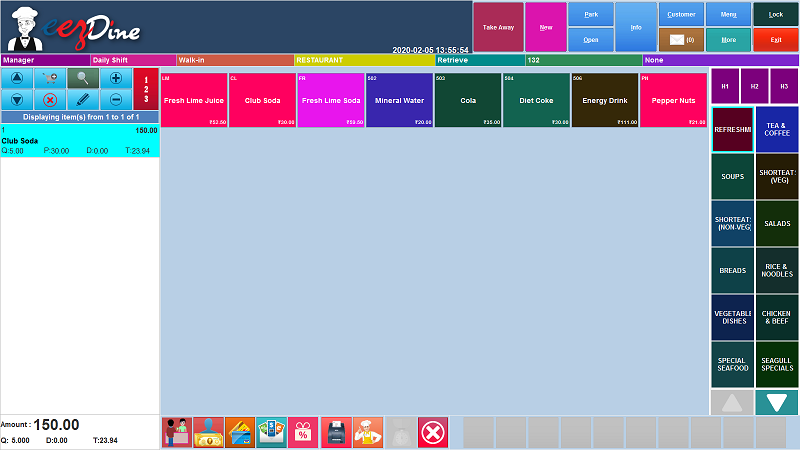 eezDine
2020-02-05 13:55:54
Take Away
New
Park
Open
Info
Customer
(0)
Menu
More
Lock
Exit
Manager
Daily Shift
Walk-in
RESTAURANT
Retrieve
132
None
1
2
3
Displaying item(s) from 1 to 1 of 1
1 150.00
Club Soda
Q:5.00 P:30.00 D:0.00 T:23.94
LM
Fresh Lime Juice
₹52.50
CL
Club Soda
₹30.00
FR
Fresh Lime Soda
₹59.50
502
Mineral Water
₹20.00
503
Cola
₹35.00
504
Diet Coke
₹30.00
506
Energy Drink
₹111.00
PN
Pepper Nuts
₹21.00
H1
H2
H3
REFRESHMI
TEA &
COFFEE
SOUPS
SHORTEAT:
(VEG)
SHORTEAT:
(NON-VEG)
SALADS
BREADS
RICE &
NOODLES
VEGETABLE
DISHES
CHICKEN
& BEEF
SPECIAL
SEAFOOD
SEAGULL
SPECIALS
Amount : 150.00
Q: 5.000 D:0.00 T:23.94